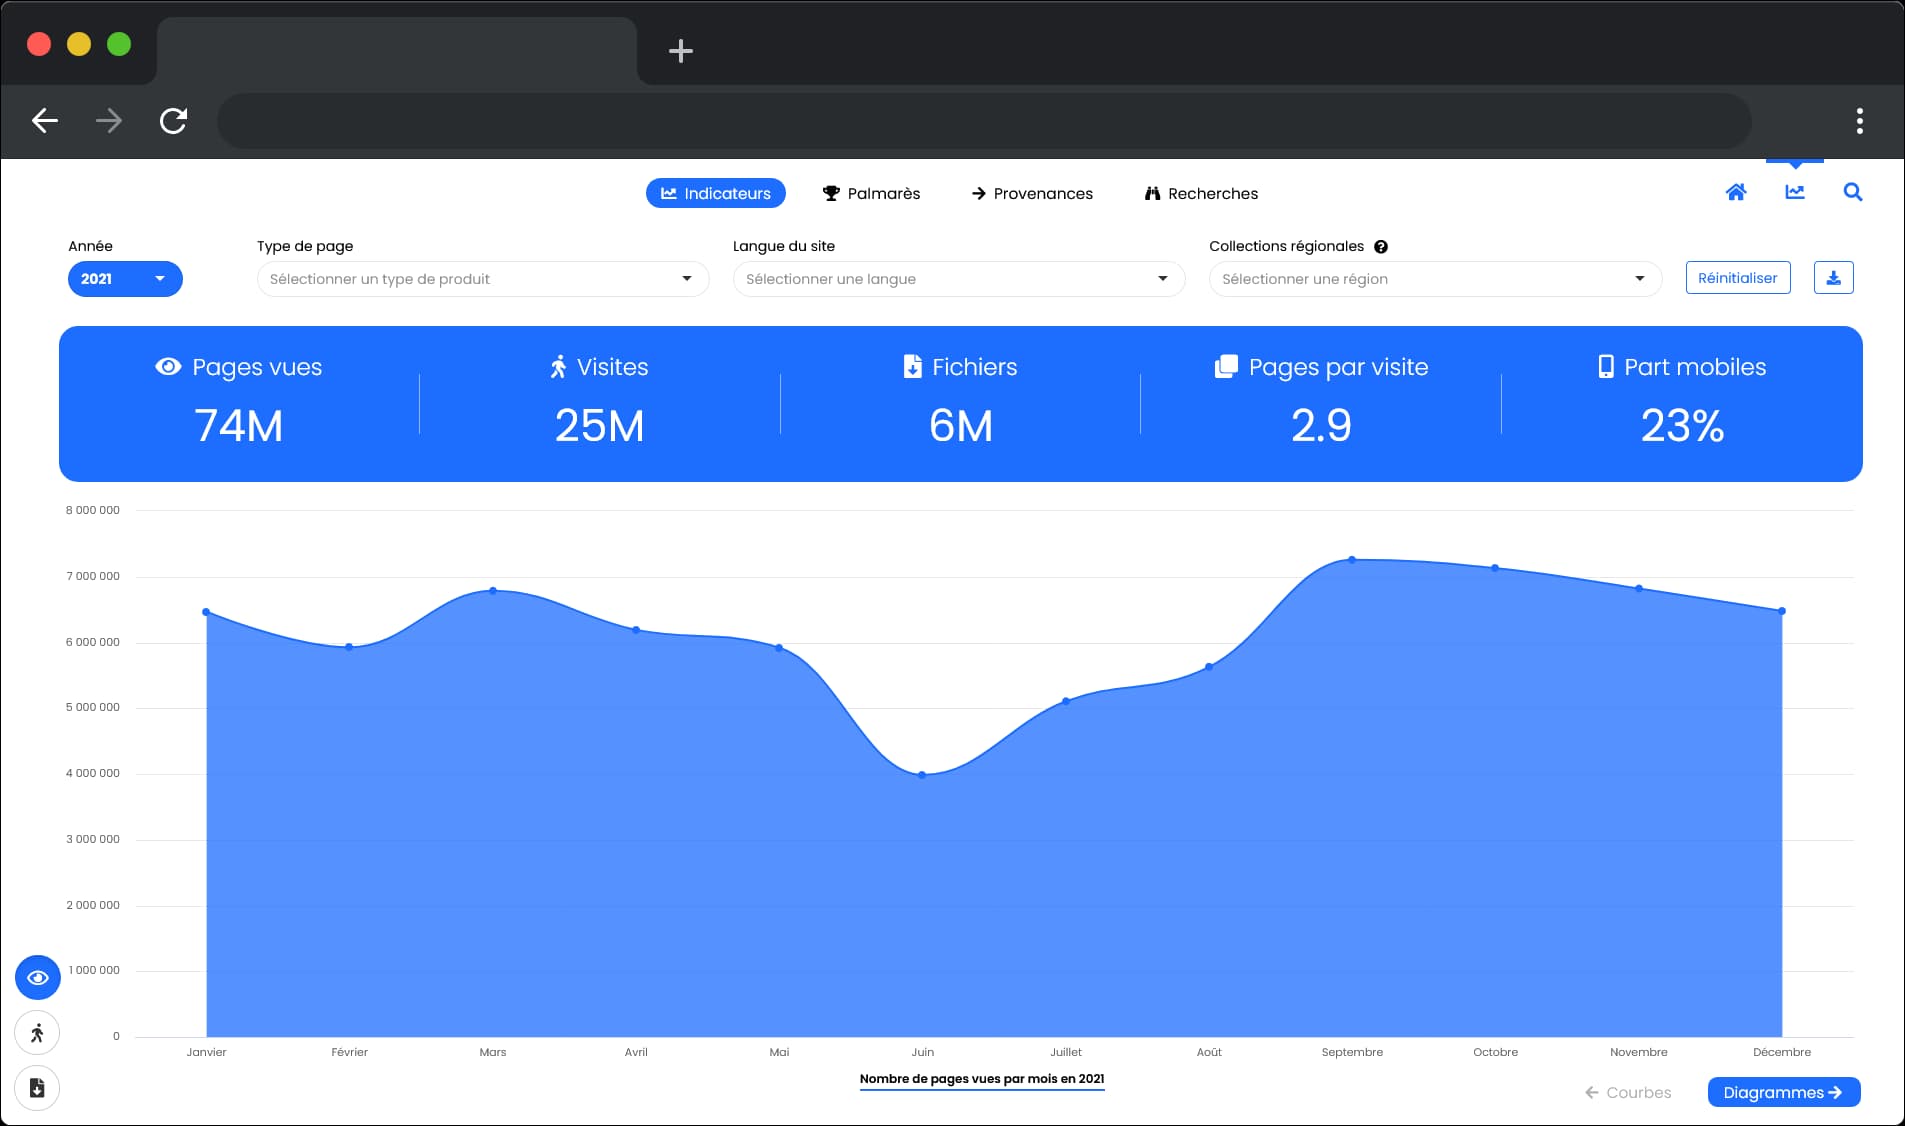 Indicateurs Palmarès Provenances Recherches
Année Type de page Langue du site Collections régionales ?
2021 Sélectionner un type de produit Sélectionner une langue Sélectionner une région Réinitialiser
Pages vues Visites Fichiers Pages par visite Part mobiles
74M 25M 6M 2.9 23%
8 000 000
7 000 000
6 000 000
5 000 000
4 000 000
3 000 000
2 000 000
1 000 000
0
Janvier Février Mars Avril Mai Juin Juillet Août Septembre Octobre Novembre Décembre
Nombre de pages vues par mois en 2021
Courbes Diagrammes